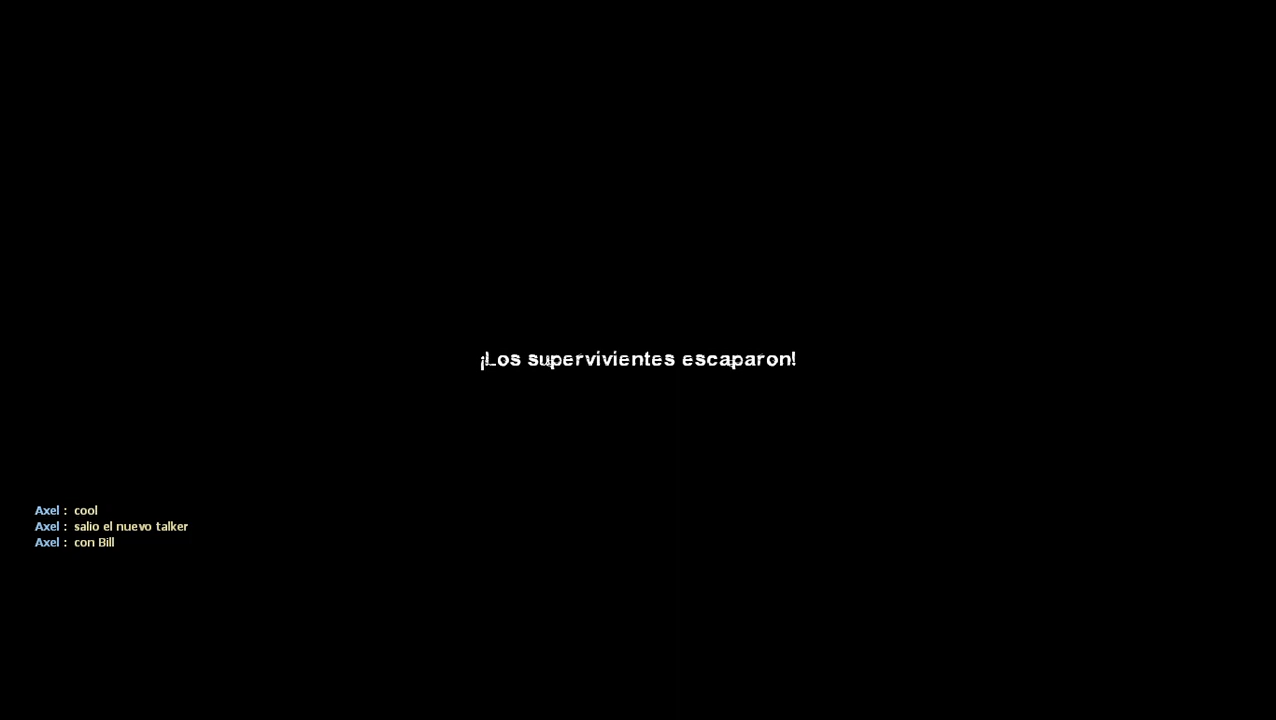 ¡Los supervivientes escaparon!
Axel : cool
Axel : salio el nuevo talker
Axel : con Bill